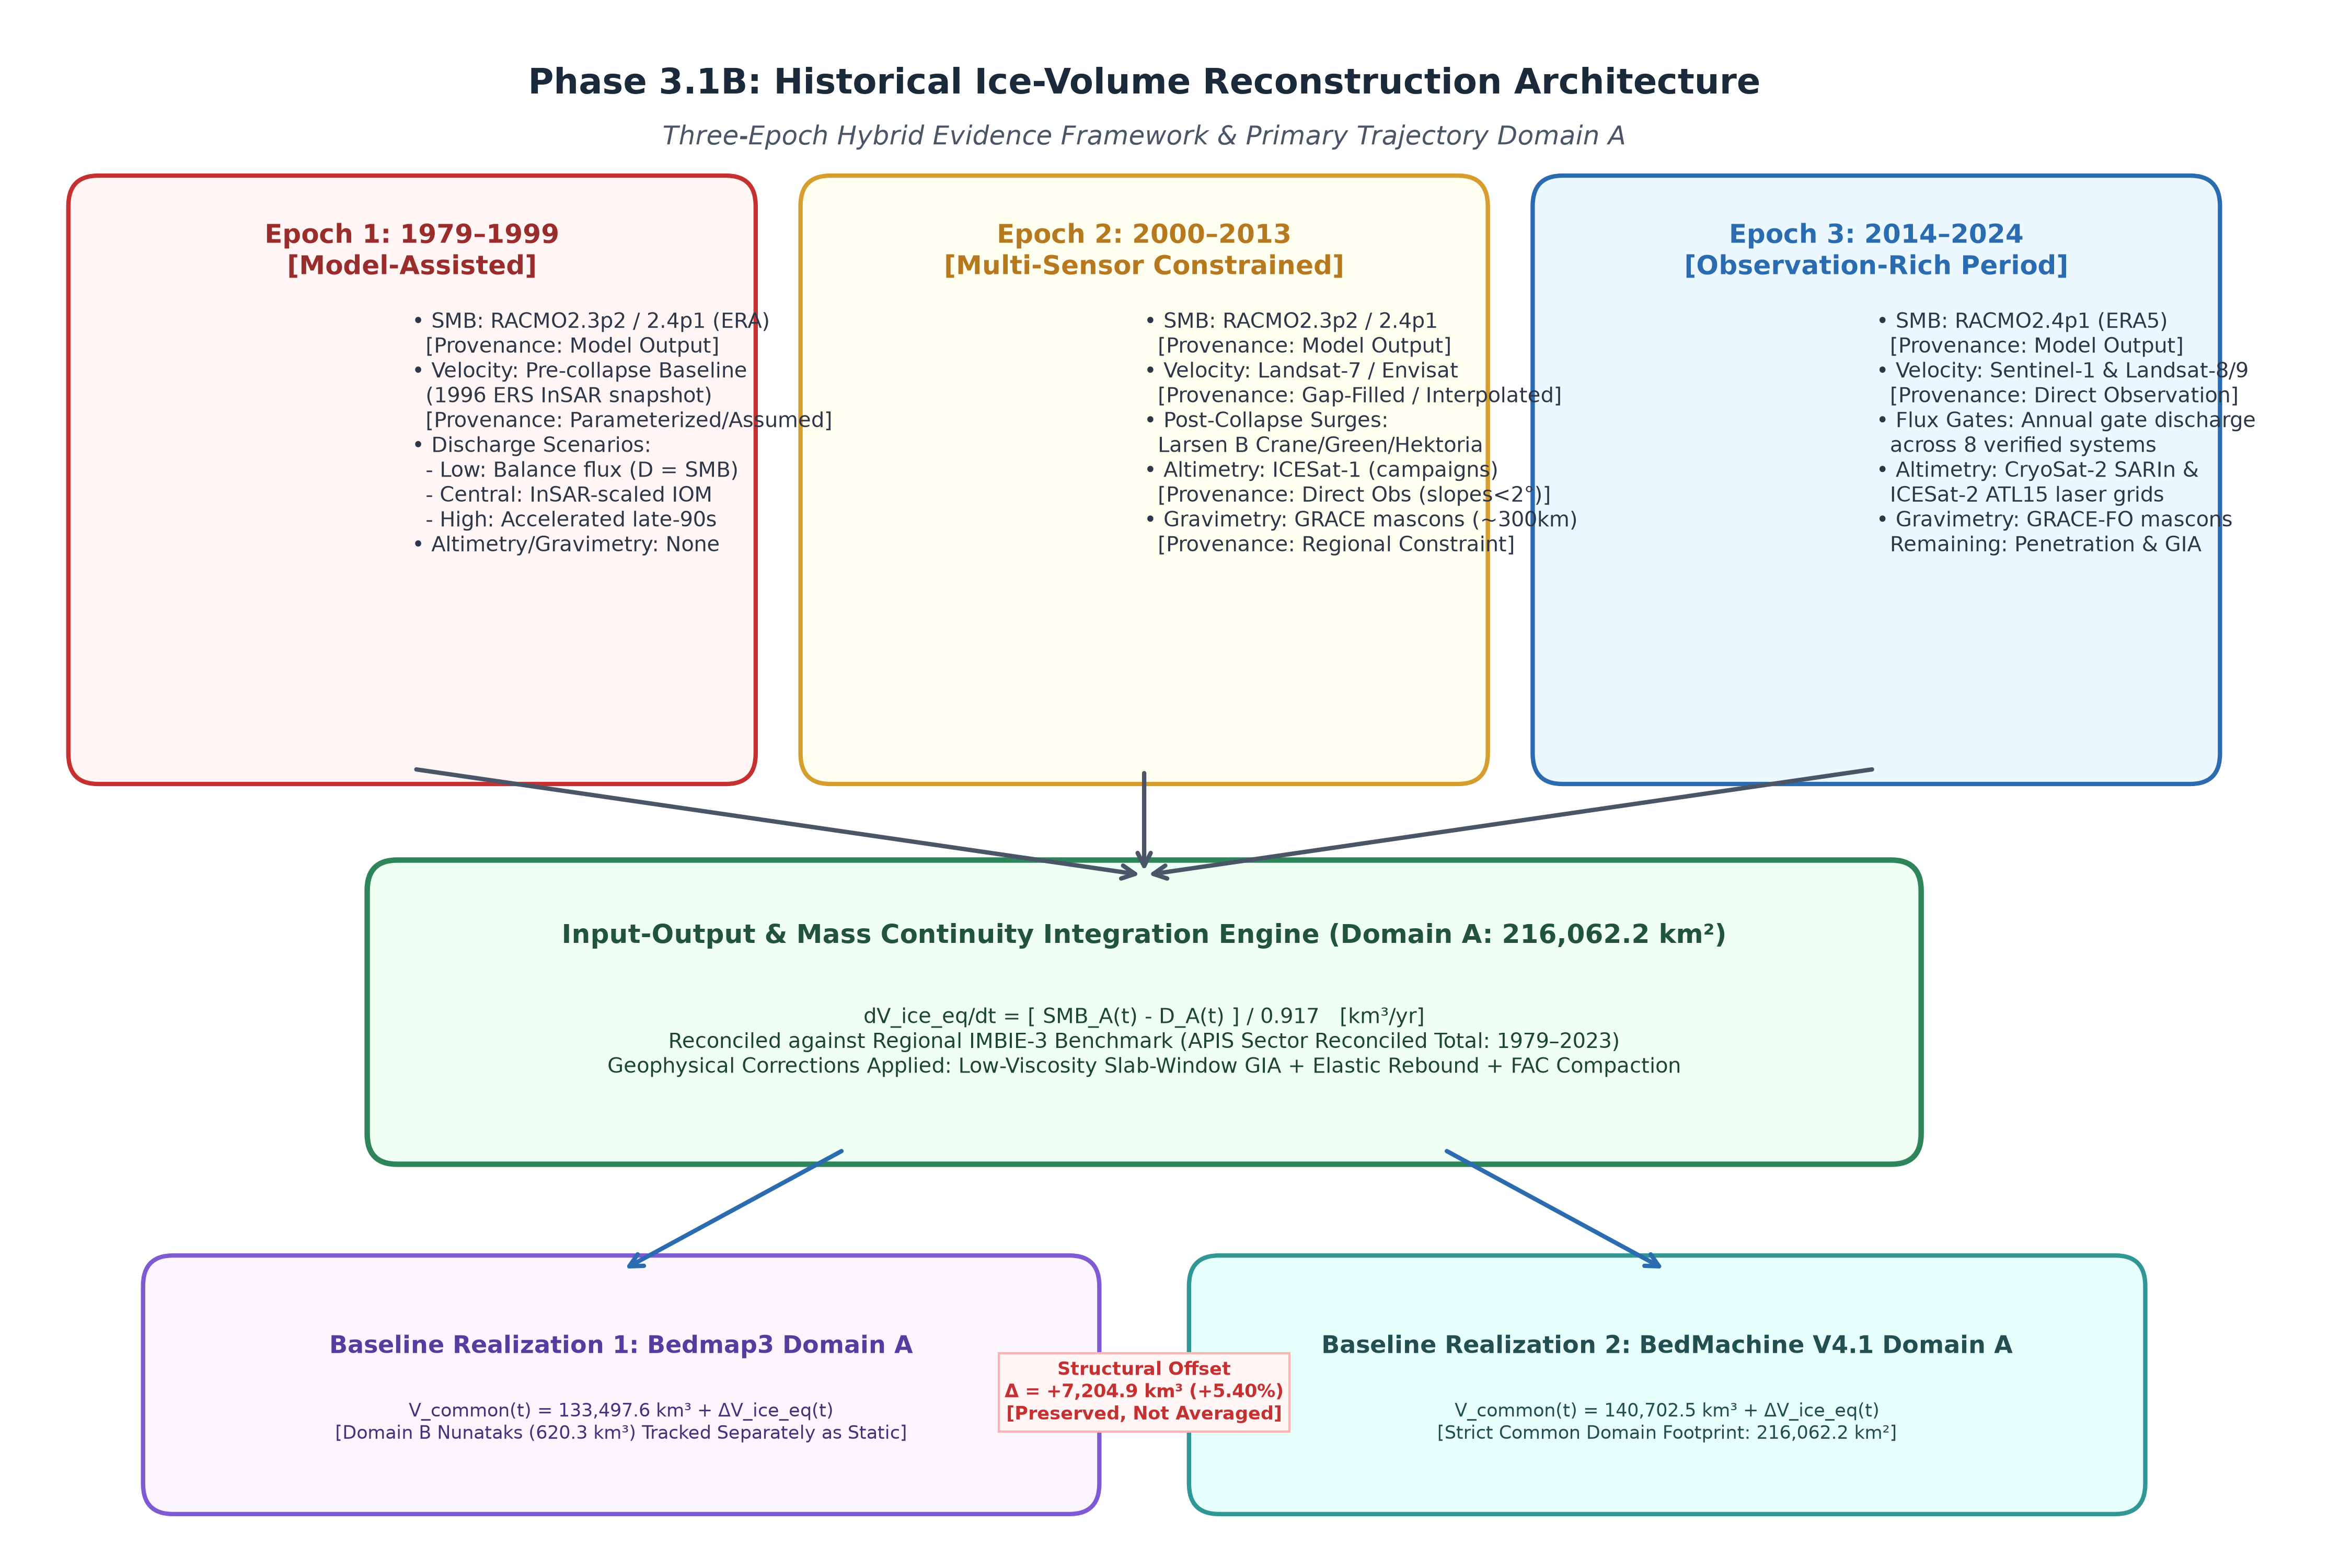 Phase 3.1B: Historical Ice-Volume Reconstruction Architecture
Three-Epoch Hybrid Evidence Framework & Primary Trajectory Domain A
Epoch 1: 1979–1999
[Model-Assisted]
• SMB: RACMO2.3p2 / 2.4p1 (ERA)
[Provenance: Model Output]
• Velocity: Pre-collapse Baseline
(1996 ERS InSAR snapshot)
[Provenance: Parameterized/Assumed]
• Discharge Scenarios:
- Low: Balance flux (D = SMB)
- Central: InSAR-scaled IOM
- High: Accelerated late-90s
• Altimetry/Gravimetry: None
Epoch 2: 2000–2013
[Multi-Sensor Constrained]
• SMB: RACMO2.3p2 / 2.4p1
[Provenance: Model Output]
• Velocity: Landsat-7 / Envisat
[Provenance: Gap-Filled / Interpolated]
• Post-Collapse Surges:
Larsen B Crane/Green/Hektoria
• Altimetry: ICESat-1 (campaigns)
[Provenance: Direct Obs (slopes<2°)]
• Gravimetry: GRACE mascons (~300km)
[Provenance: Regional Constraint]
Epoch 3: 2014–2024
[Observation-Rich Period]
• SMB: RACMO2.4p1 (ERA5)
[Provenance: Model Output]
• Velocity: Sentinel-1 & Landsat-8/9
[Provenance: Direct Observation]
• Flux Gates: Annual gate discharge
across 8 verified systems
• Altimetry: CryoSat-2 SARIn &
ICESat-2 ATL15 laser grids
• Gravimetry: GRACE-FO mascons
Remaining: Penetration & GIA
Input-Output & Mass Continuity Integration Engine (Domain A: 216,062.2 km²)
dV_ice_eq/dt = [ SMB_A(t) - D_A(t) ] / 0.917   [km³/yr]
Reconciled against Regional IMBIE-3 Benchmark (APIS Sector Reconciled Total: 1979–2023)
Geophysical Corrections Applied: Low-Viscosity Slab-Window GIA + Elastic Rebound + FAC Compaction
Baseline Realization 1: Bedmap3 Domain A
V_common(t) = 133,497.6 km³ + ΔV_ice_eq(t)
[Domain B Nunataks (620.3 km³) Tracked Separately as Static]
Structural Offset
Δ = +7,204.9 km³ (+5.40%)
[Preserved, Not Averaged]
Baseline Realization 2: BedMachine V4.1 Domain A
V_common(t) = 140,702.5 km³ + ΔV_ice_eq(t)
[Strict Common Domain Footprint: 216,062.2 km²]